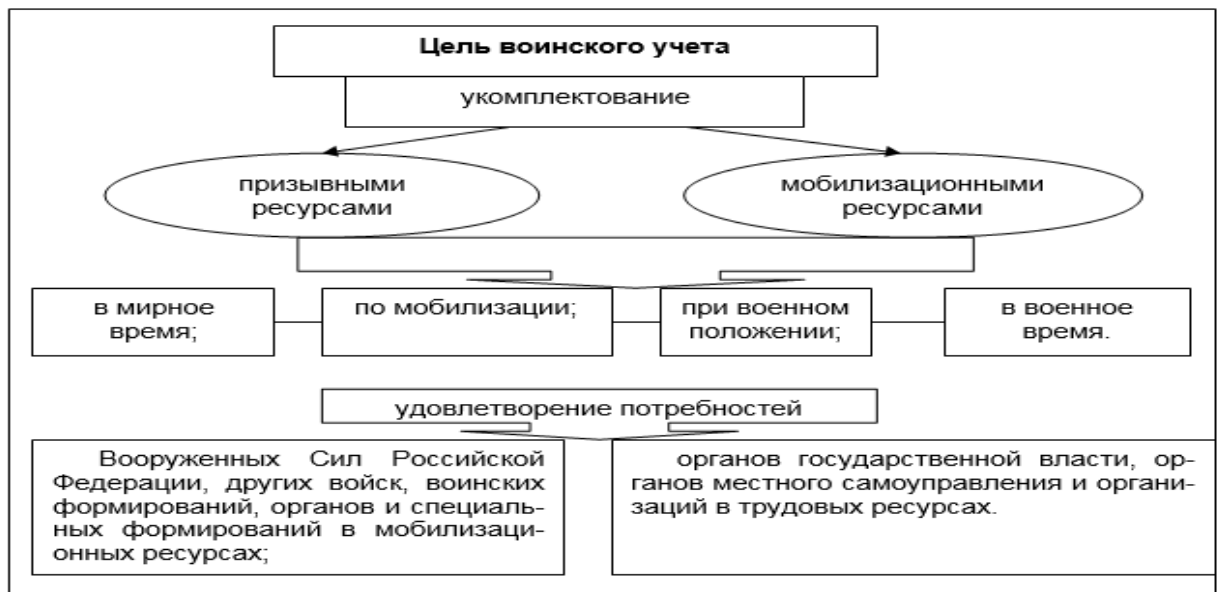 Цель воинского учета
укомплектование
призывными
ресурсами
мобилизационными
ресурсами
в мирное
время;
по мобилизации;
при военном
положении;
в военное
время.
удовлетворение потребностей
Вооруженных Сил Российской
Федерации, других войск, воинских
формирований, органов и специаль-
ных формирований в мобилизаци-
онных ресурсах;
органов государственной власти, ор-
ганов местного самоуправления и органи-
заций в трудовых ресурсах.